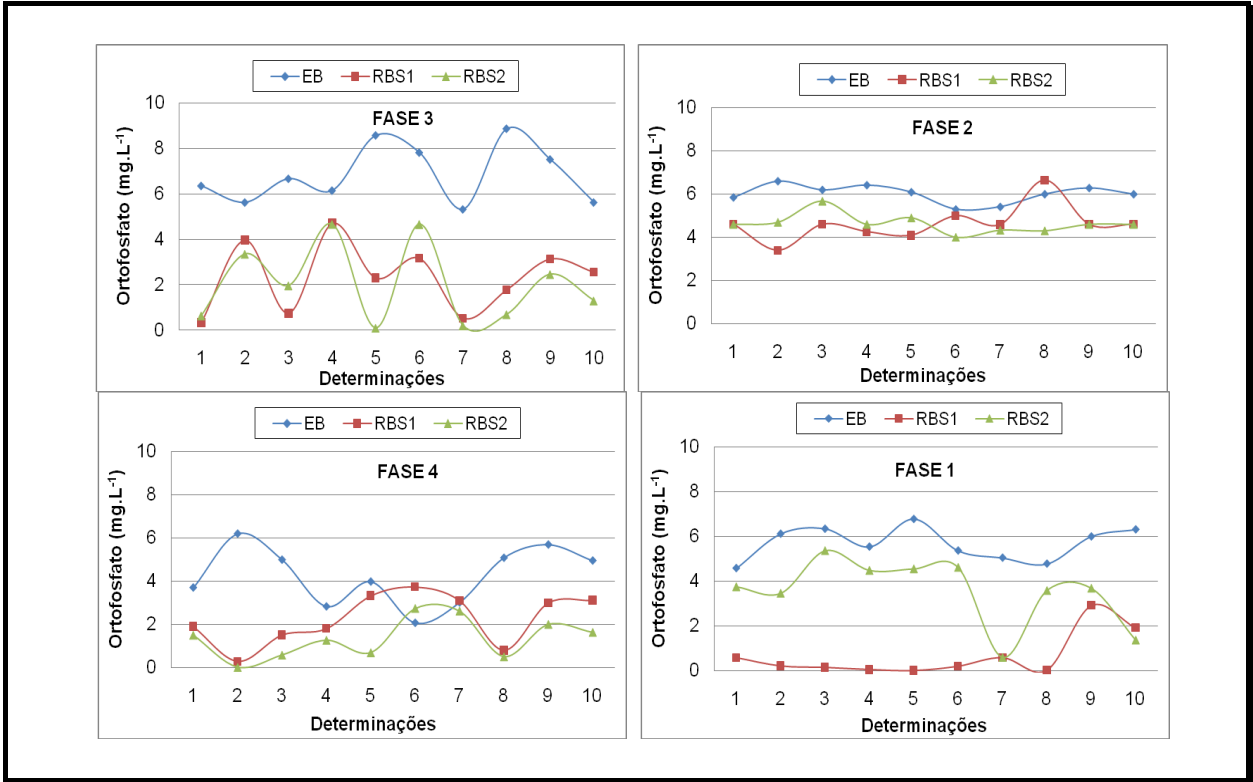 EB RBS1 RBS2
FASE 3
Ortofosfato (mg.L-1)
10
8
6
4
2
0
1 2 3 4 5 6 7 8 9 10
Determinações
EB RBS1 RBS2
FASE 2
Ortofosfato (mg.L-1)
10
8
6
4
2
0
1 2 3 4 5 6 7 8 9 10
Determinações
EB RBS1 RBS2
FASE 4
Ortofosfato (mg.L-1)
10
8
6
4
2
0
1 2 3 4 5 6 7 8 9 10
Determinações
EB RBS1 RBS2
FASE 1
Ortofosfato (mg.L-1)
10
8
6
4
2
0
1 2 3 4 5 6 7 8 9 10
Determinações